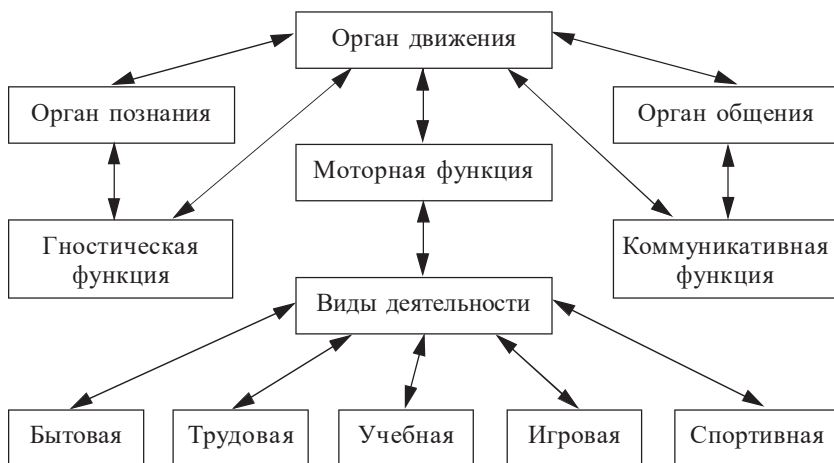 Орган движения
Орган познания
Орган общения
Моторная функция
Гностическая
функция
Коммуникативная
функция
Виды деятельности
Бытовая
Трудовая
Учебная
Игровая
Спортивная